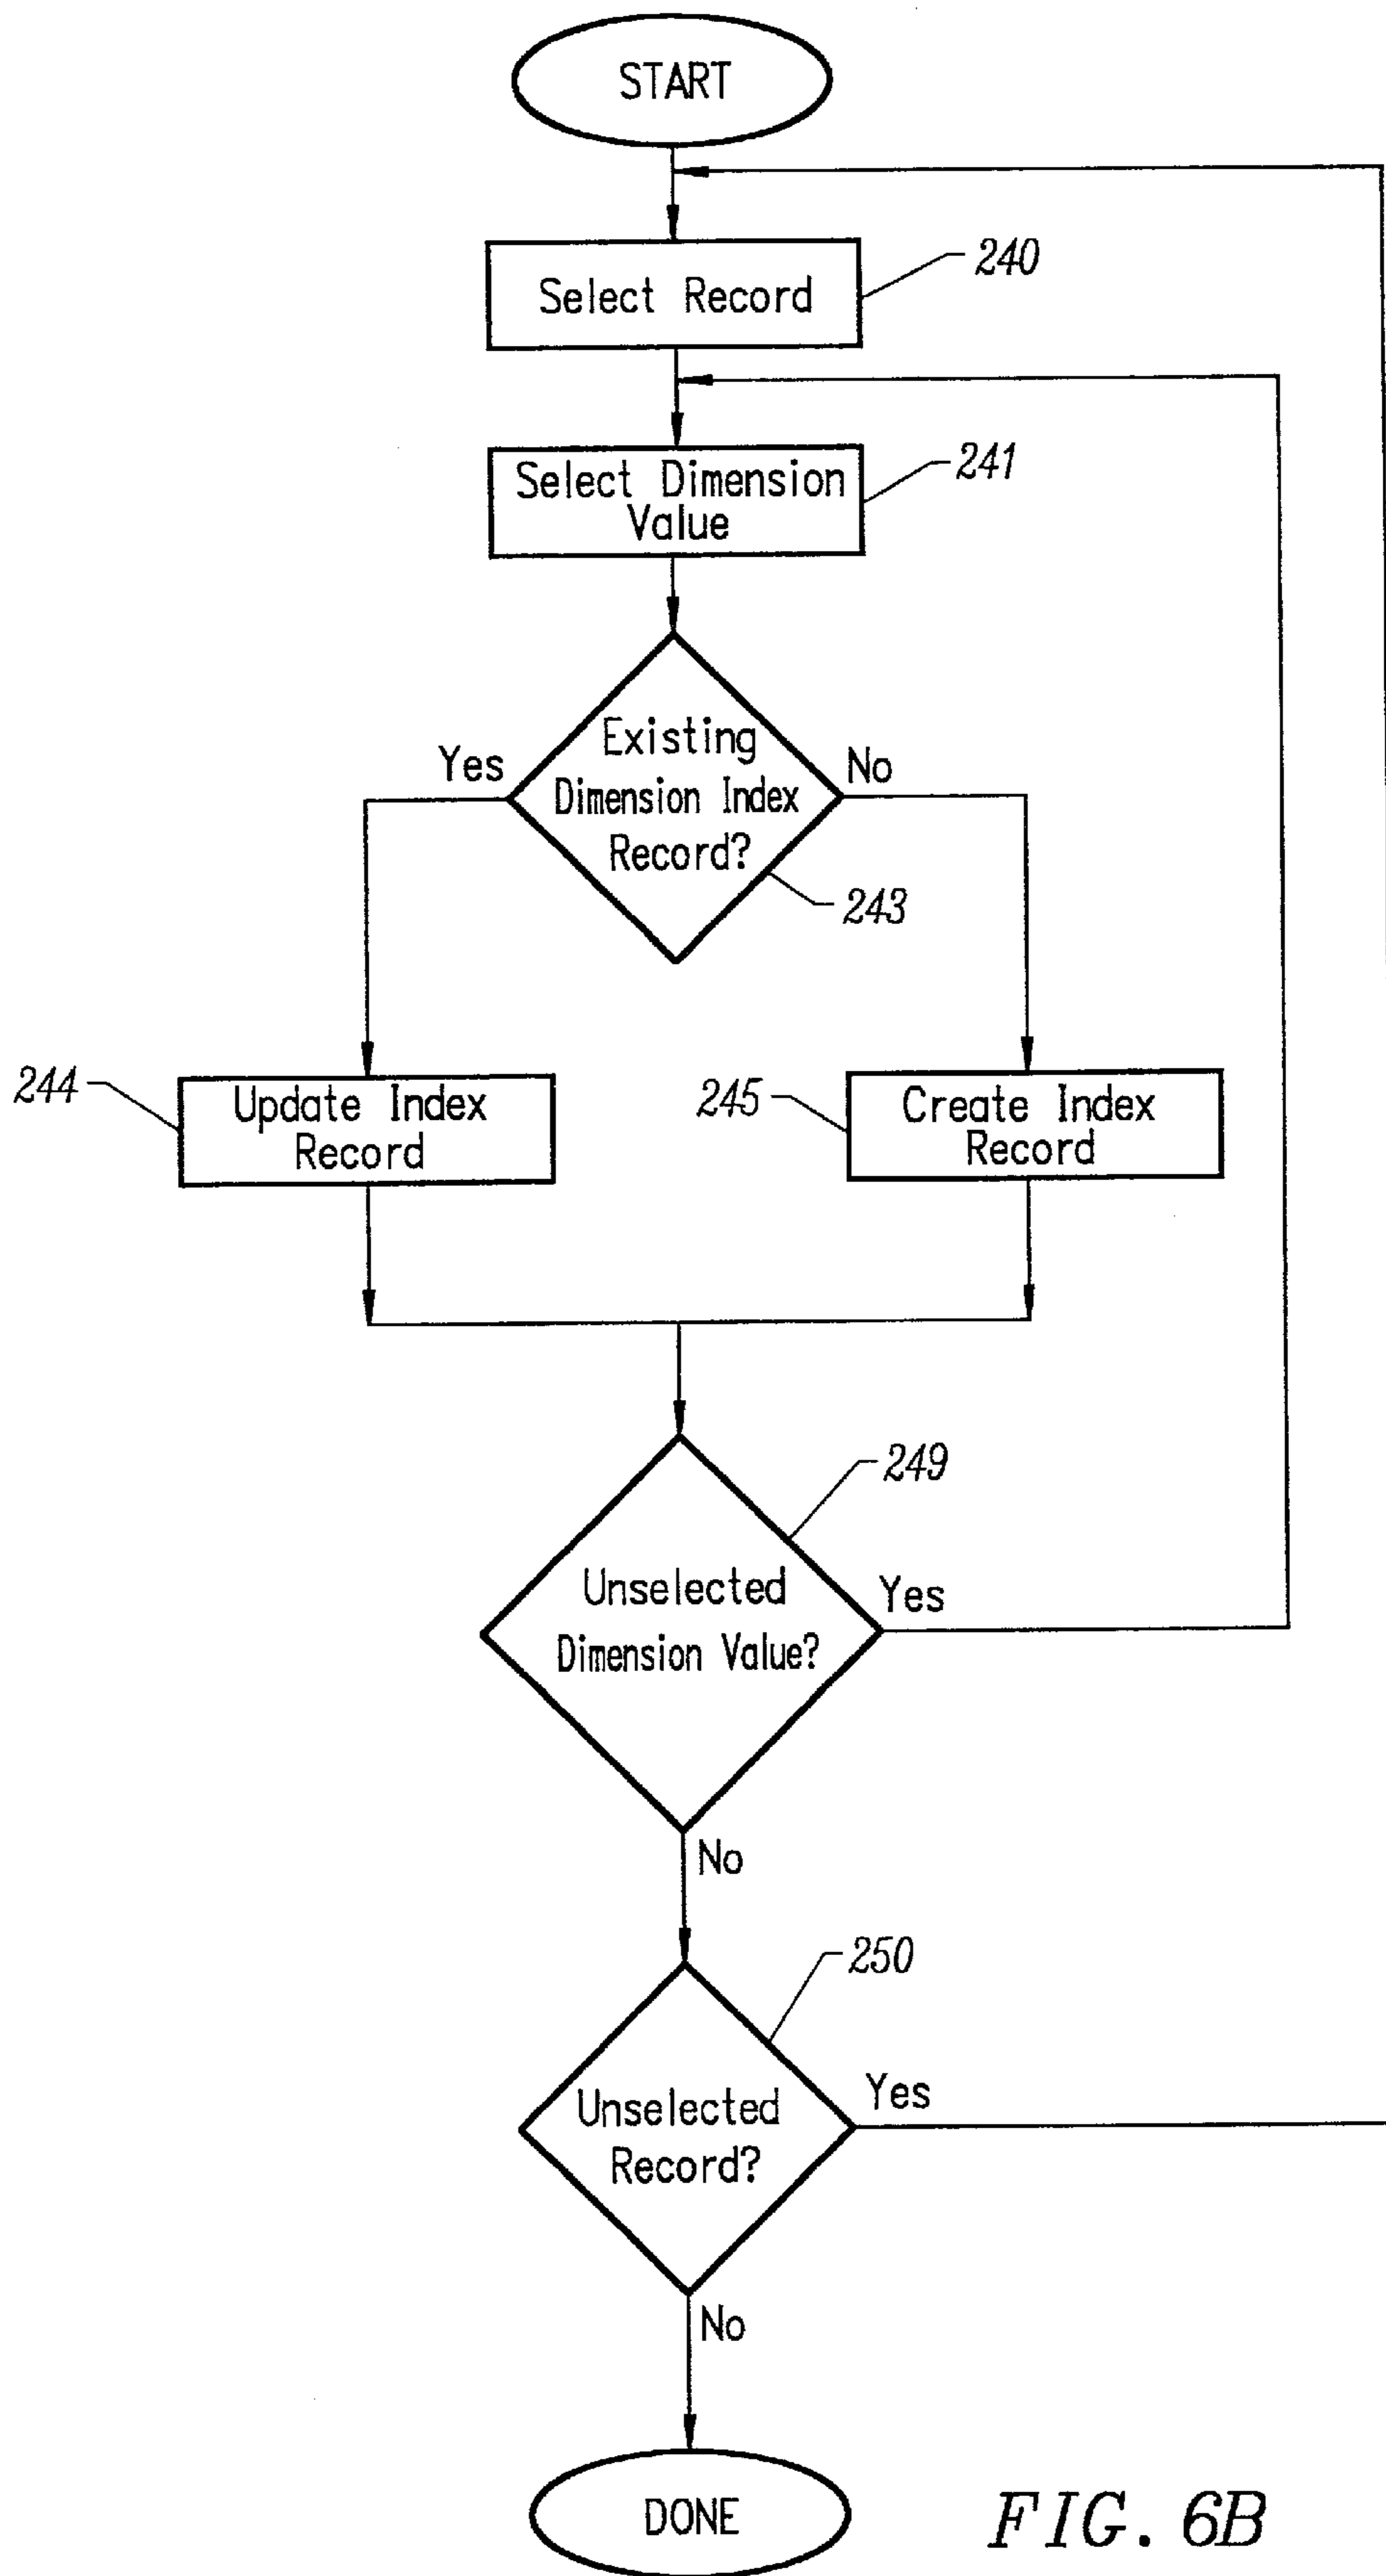 START
Select Record
240
Select Dimension
Value
241
Existing
Dimension Index
Record?
Yes
No
243
244
Update Index
Record
245
Create Index
Record
249
Unselected
Dimension Value?
Yes
No
250
Unselected
Record?
Yes
No
DONE
FIG. 6B